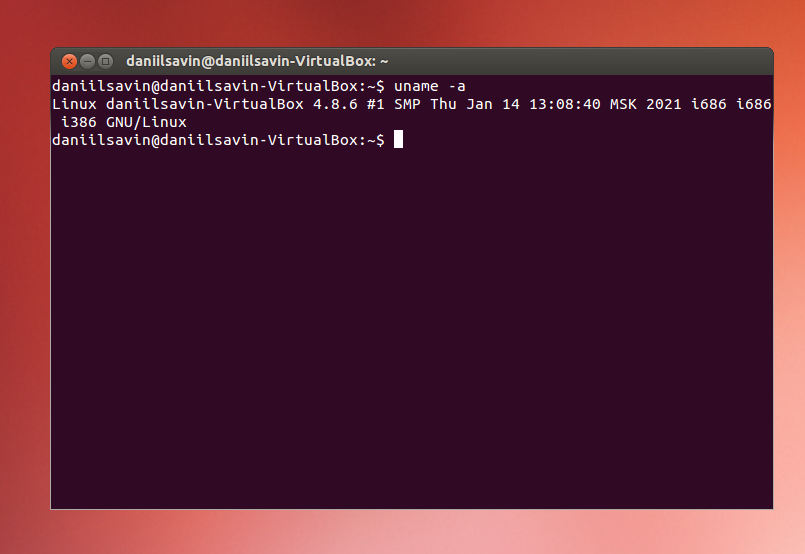 daniilsavin@daniilsavin-VirtualBox: ~
daniilsavin@daniilsavin-VirtualBox:~$ uname -a
Linux daniilsavin-VirtualBox 4.8.6 #1 SMP Thu Jan 14 13:08:40 MSK 2021 i686 i686
i386 GNU/Linux
daniilsavin@daniilsavin-VirtualBox:~$